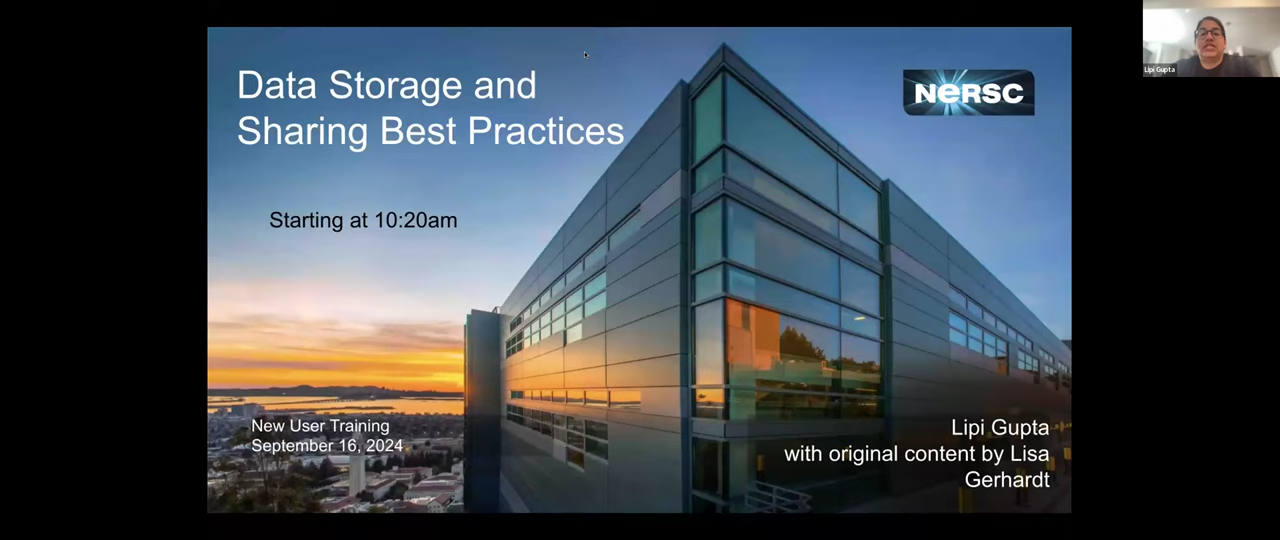 Data Storage and
Sharing Best Practices
NERSC
Starting at 10:20am
New User Training
September 16, 2024
Lipi Gupta
with original content by Lisa
Gerhardt
Lipi Gupta